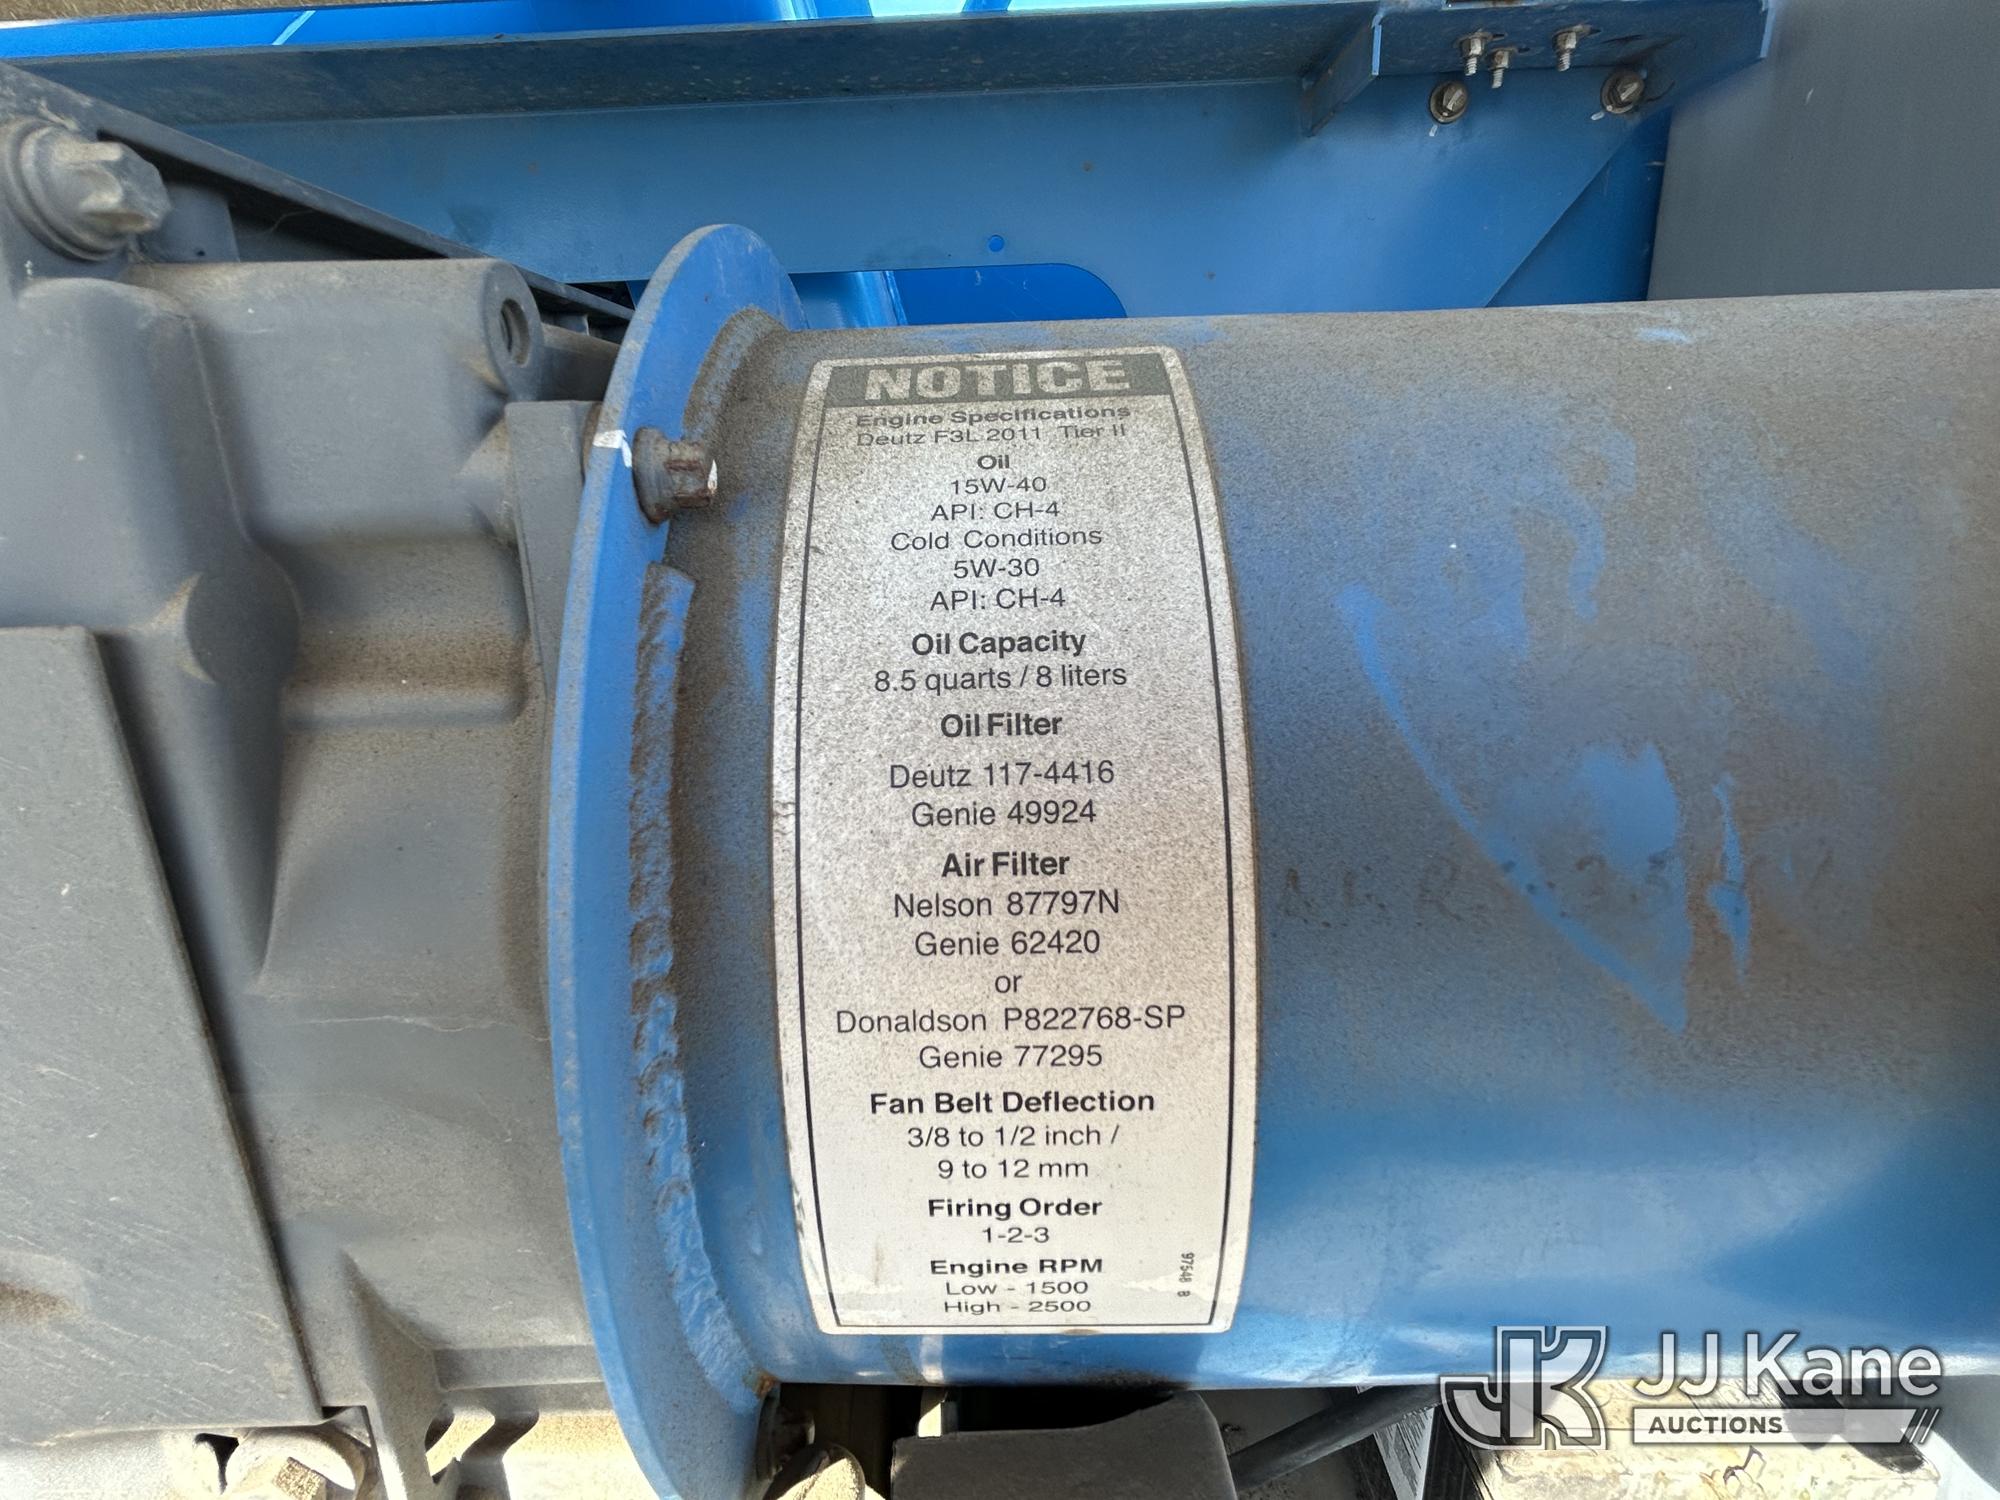 NOTICE
Engine Specifications
Deutz F3L 2011 Tier II
Oil
15W-40
API: CH-4
Cold Conditions
5W-30
API: CH-4
Oil Capacity
8.5 quarts / 8 liters
Oil Filter
Deutz 117-4416
Genie 49924
Air Filter
Nelson 87797N
Genie 62420
or
Donaldson P822768-SP
Genie 77295
Fan Belt Deflection
3/8 to 1/2 inch /
9 to 12 mm
Firing Order
1-2-3
Engine RPM
Low - 1500
High - 2500
97548 B
JJ Kane
AUCTIONS